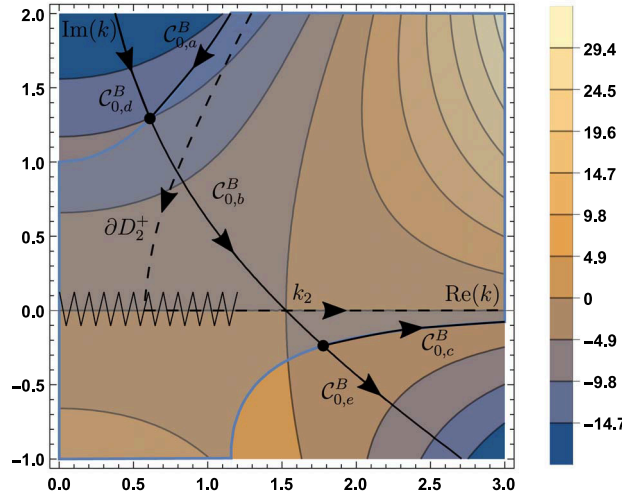 2.0 Im(k) C^B_{0,a}
29.4
C^B_{0,d}
1.5
24.5
19.6
1.0
C^B_{0,b}
14.7
9.8
∂D_2^+
0.5
4.9
k_2 Re(k)
0.0
0
C^B_{0,c}
-4.9
-0.5
C^B_{0,e}
-9.8
-14.7
-1.0
0.0 0.5 1.0 1.5 2.0 2.5 3.0